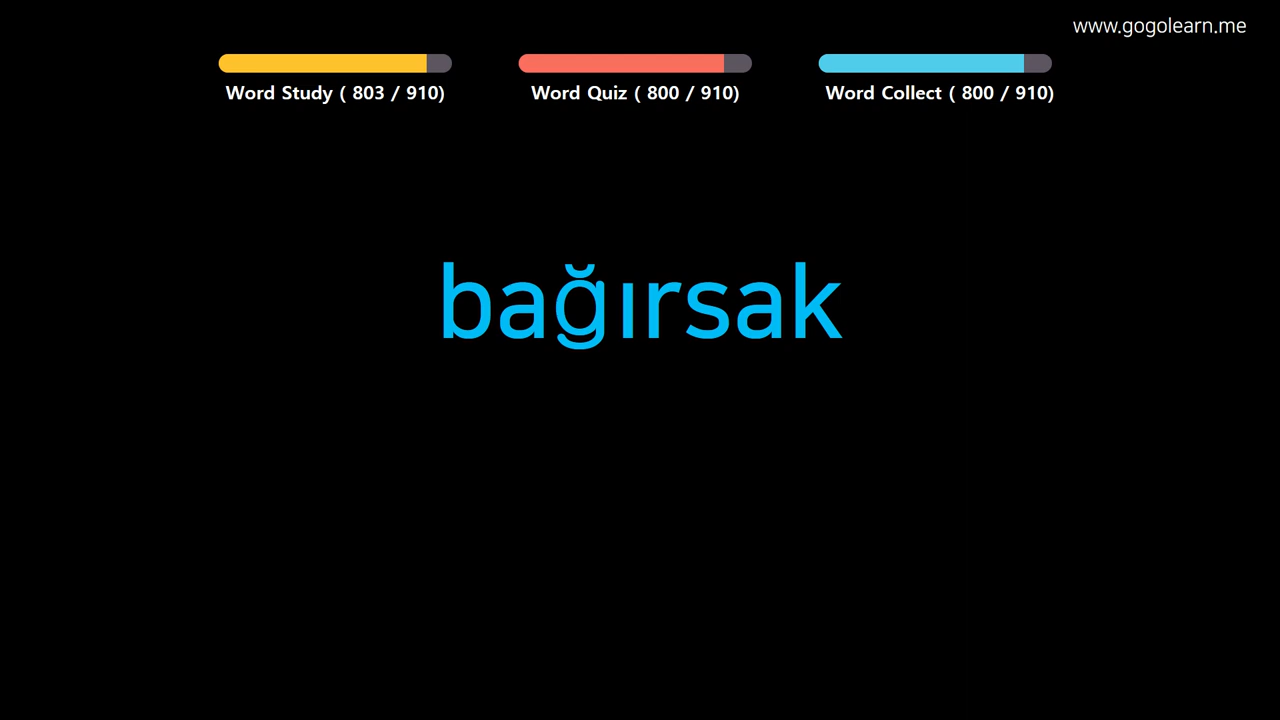 www.gogolearn.me
Word Study ( 803 / 910)
Word Quiz ( 800 / 910)
Word Collect ( 800 / 910)
bağırsak